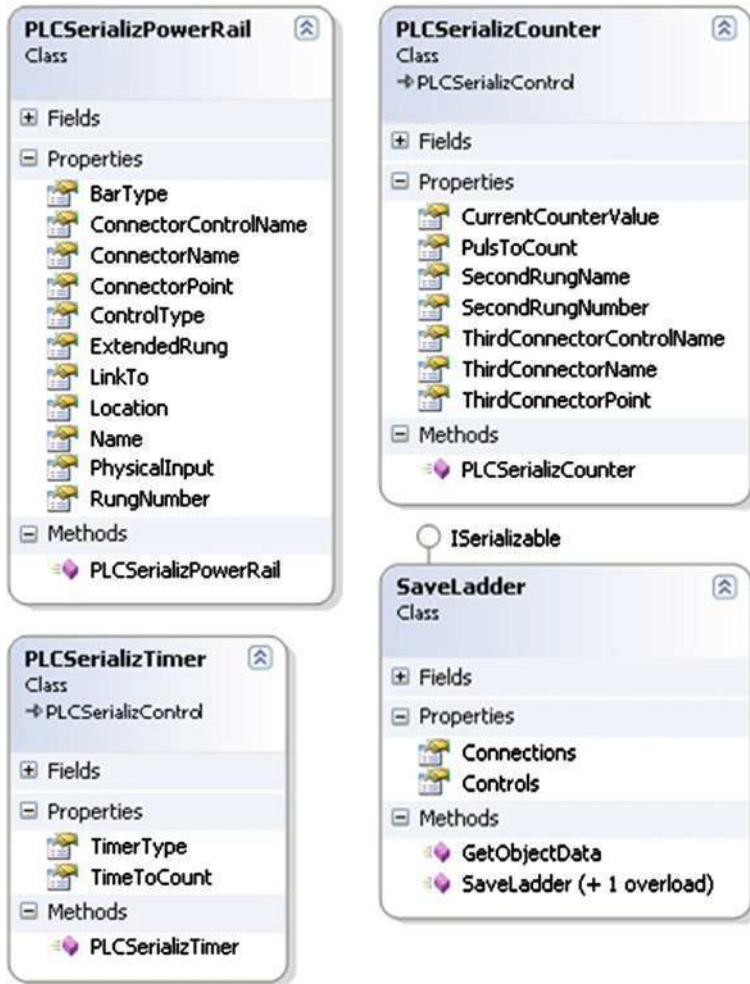 PLCSerializPowerRail
Class
Fields
Properties
BarType
ConnectorControlName
ConnectorName
ConnectorPoint
ControlType
ExtendedRung
LinkTo
Location
Name
PhysicalInput
RungNumber
Methods
PLCSerializPowerRail
PLCSerializCounter
Class
PLCSerializControl
Fields
Properties
CurrentCounterValue
PulsToCount
SecondRungName
SecondRungNumber
ThirdConnectorControlName
ThirdConnectorName
ThirdConnectorPoint
Methods
PLCSerializCounter
PLCSerializTimer
Class
PLCSerializControl
Fields
Properties
TimerType
TimeToCount
Methods
PLCSerializTimer
ISerializable
SaveLadder
Class
Fields
Properties
Connections
Controls
Methods
GetObjectData
SaveLadder (+ 1 overload)